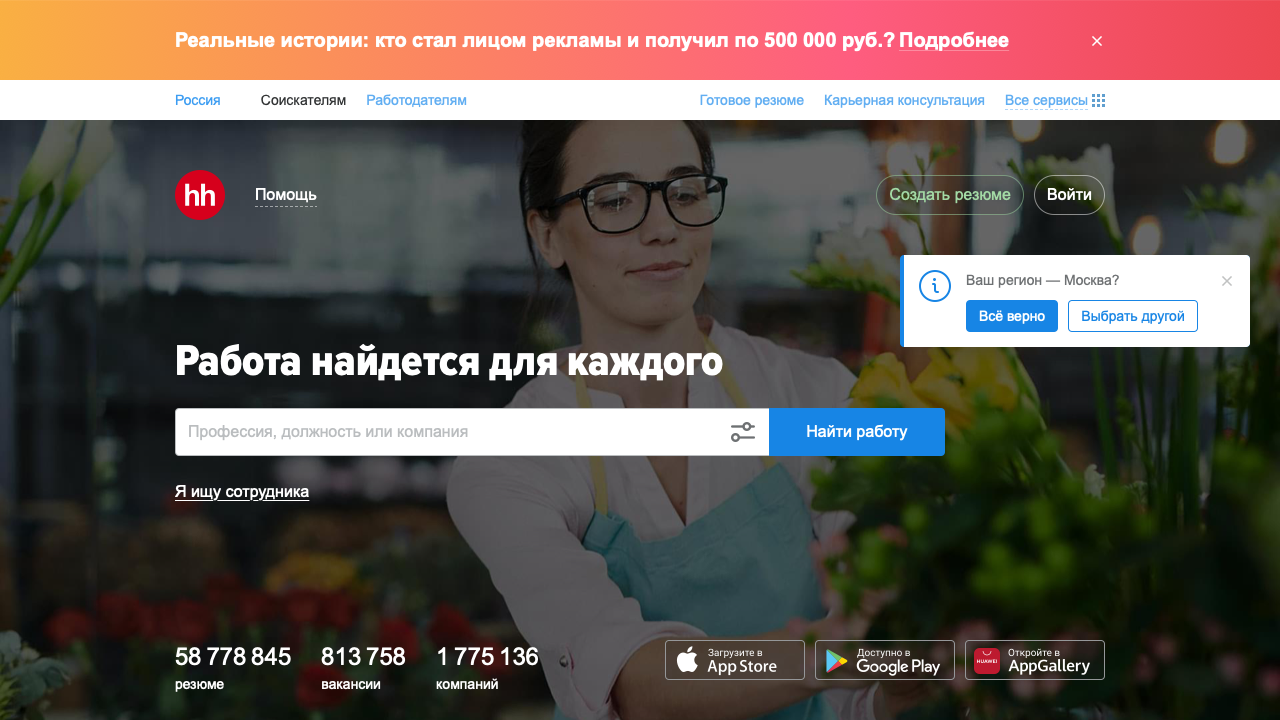 Реальные истории: кто стал лицом рекламы и получил по 500 000 руб.? Подробнее
Россия Соискателям Работодателям Готовое резюме Карьерная консультация Все сервисы
hh Помощь Создать резюме Войти
Ваш регион — Москва?
Всё верно Выбрать другой
Работа найдется для каждого
Профессия, должность или компания Найти работу
Я ищу сотрудника
58 778 845 813 758 1 775 136
резюме вакансии компаний
Загрузите в
App Store
Доступно в
Google Play
HUAWEI
Откройте в
AppGallery